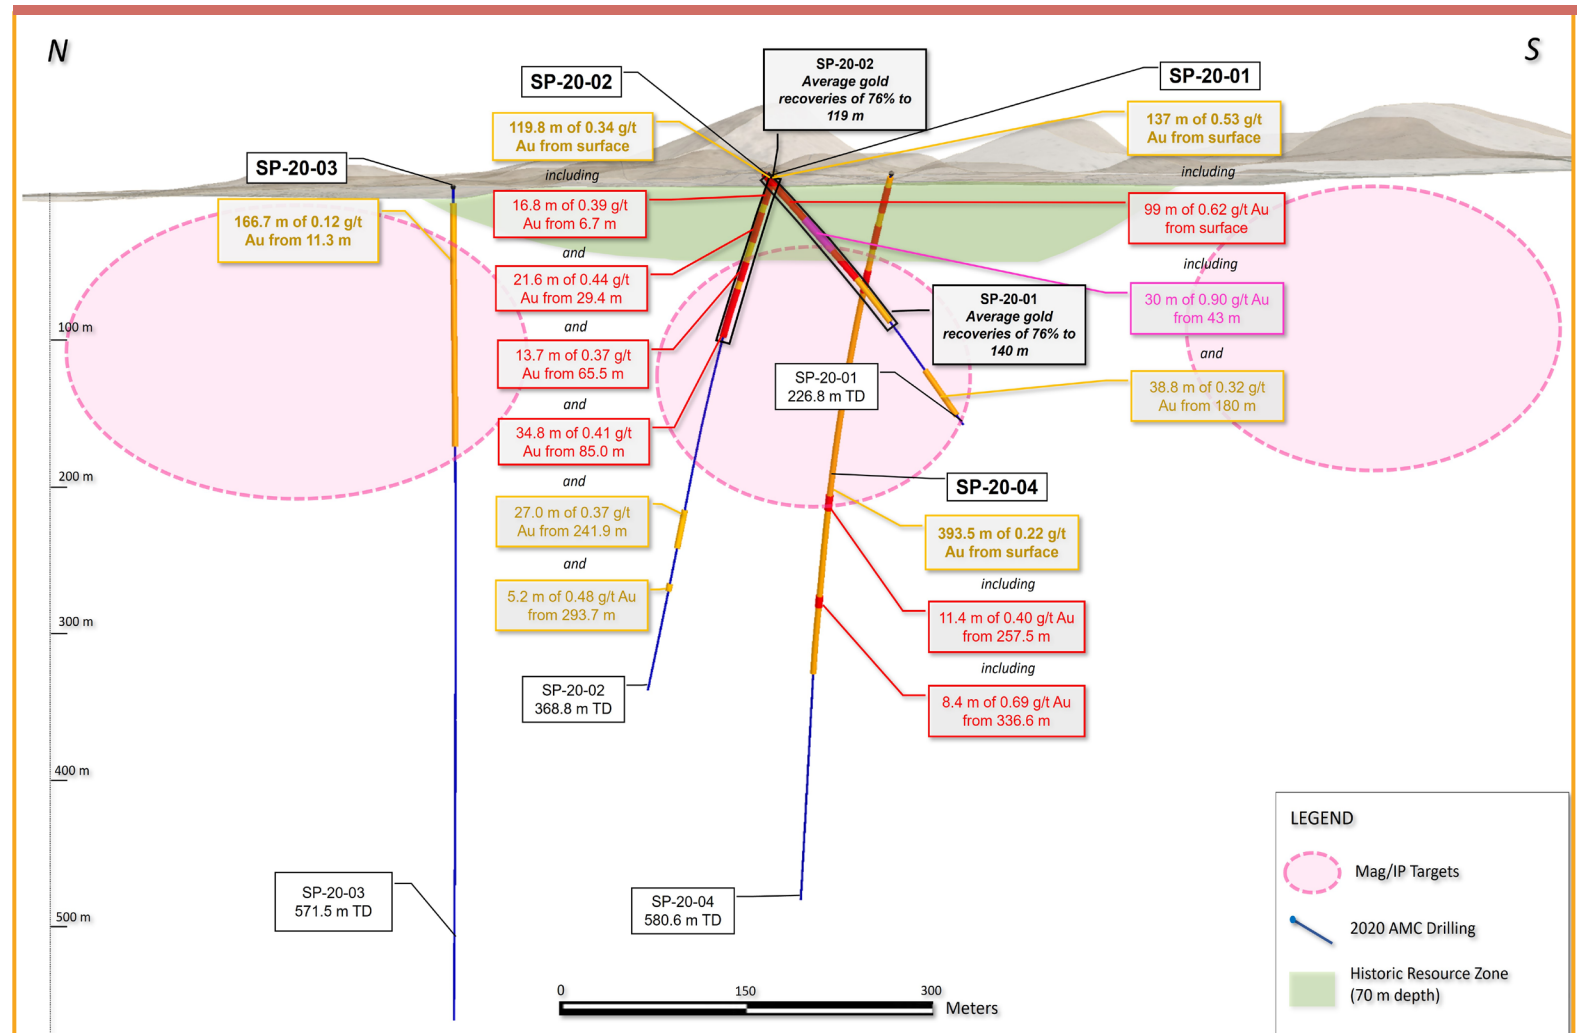 N
S
SP-20-02
Average gold
recoveries of 76% to
119 m
SP-20-02
SP-20-01
119.8 m of 0.34 g/t
Au from surface
including
16.8 m of 0.39 g/t
Au from 6.7 m
and
21.6 m of 0.44 g/t
Au from 29.4 m
and
13.7 m of 0.37 g/t
Au from 65.5 m
and
34.8 m of 0.41 g/t
Au from 85.0 m
and
27.0 m of 0.37 g/t
Au from 241.9 m
and
5.2 m of 0.48 g/t Au
from 293.7 m
SP-20-02
368.8 m TD
137 m of 0.53 g/t
Au from surface
including
99 m of 0.62 g/t Au
from surface
including
30 m of 0.90 g/t Au
from 43 m
and
38.8 m of 0.32 g/t
Au from 180 m
SP-20-01
Average gold
recoveries of 76% to
140 m
SP-20-01
226.8 m TD
SP-20-03
166.7 m of 0.12 g/t
Au from 11.3 m
SP-20-03
571.5 m TD
SP-20-04
393.5 m of 0.22 g/t
Au from surface
including
11.4 m of 0.40 g/t Au
from 257.5 m
including
8.4 m of 0.69 g/t Au
from 336.6 m
SP-20-04
580.6 m TD
100 m
200 m
300 m
400 m
500 m
0 150 300
Meters
LEGEND
Mag/IP Targets
2020 AMC Drilling
Historic Resource Zone
(70 m depth)